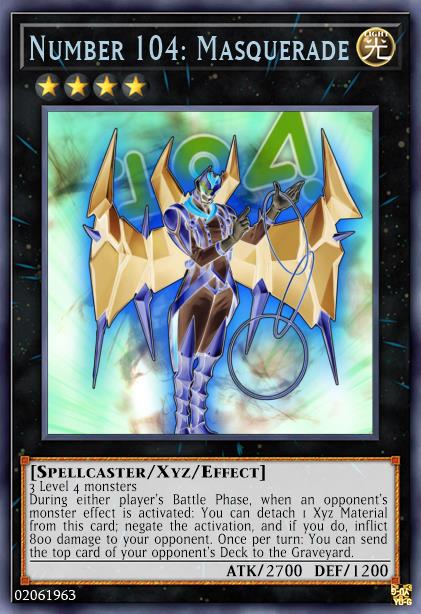 Number 104: Masquerade
LIGHT
光
104
[Spellcaster/Xyz/Effect]
3 Level 4 monsters
During either player's Battle Phase, when an opponent's
monster effect is activated: You can detach 1 Xyz Material
from this card; negate the activation, and if you do, inflict
800 damage to your opponent. Once per turn: You can send
the top card of your opponent's Deck to the Graveyard.
ATK/2700 DEF/1200
02061963